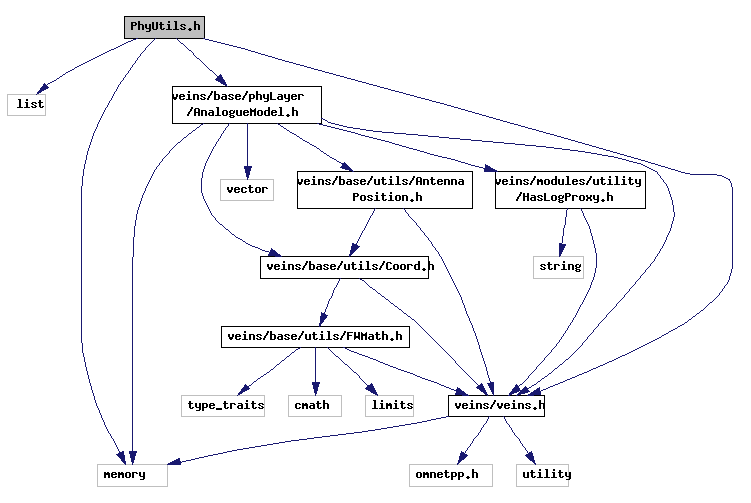 PhyUtils.h
list
veins/base/phyLayer
/AnalogueModel.h
vector
veins/base/utils/Antenna
Position.h
veins/modules/utility
/HasLogProxy.h
veins/base/utils/Coord.h
string
veins/base/utils/FWMath.h
type_traits
cmath
limits
veins/veins.h
memory
omnetpp.h
utility